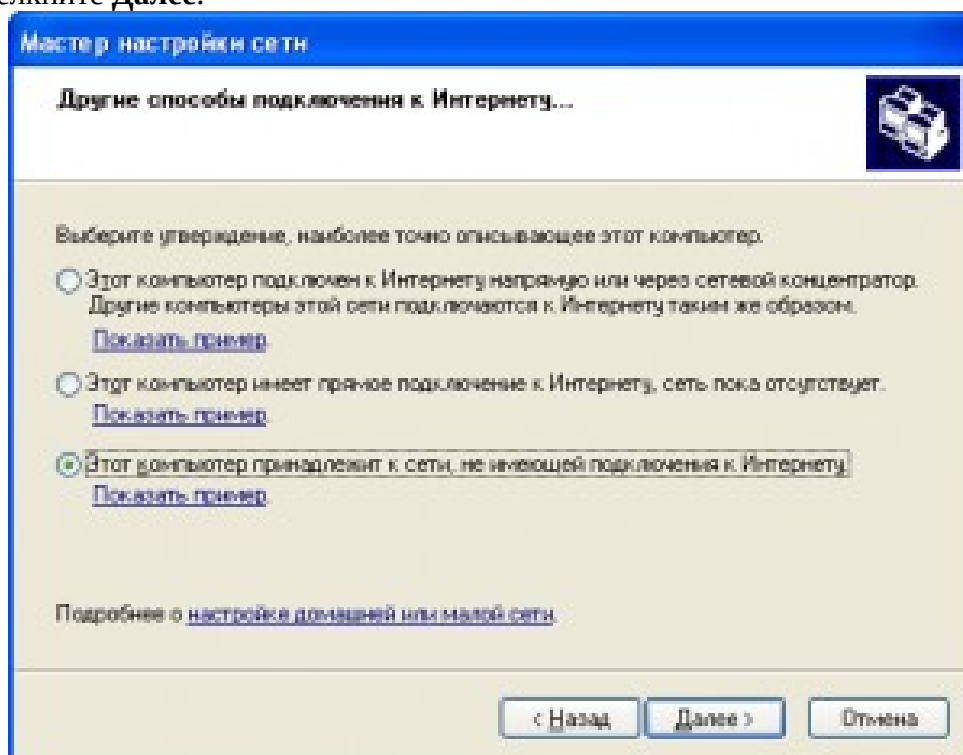 елкните Далее.
Мастер настройки сети
Другие способы подключения к Интернету...
Выберите утверждение, наиболее точно описывающее этот компьютер.
Этот компьютер подключен к Интернету напрямую или через сетевой концентратор.
Другие компьютеры этой сети подключаются к Интернету таким же образом.
Показать пример.
Этот компьютер имеет прямое подключение к Интернету, сеть пока отсутствует.
Показать пример.
Этот компьютер принадлежит к сети, не имеющей подключения к Интернету.
Показать пример.
Подробнее о настройке домашней или малой сети.
< Назад Далее > Отмена